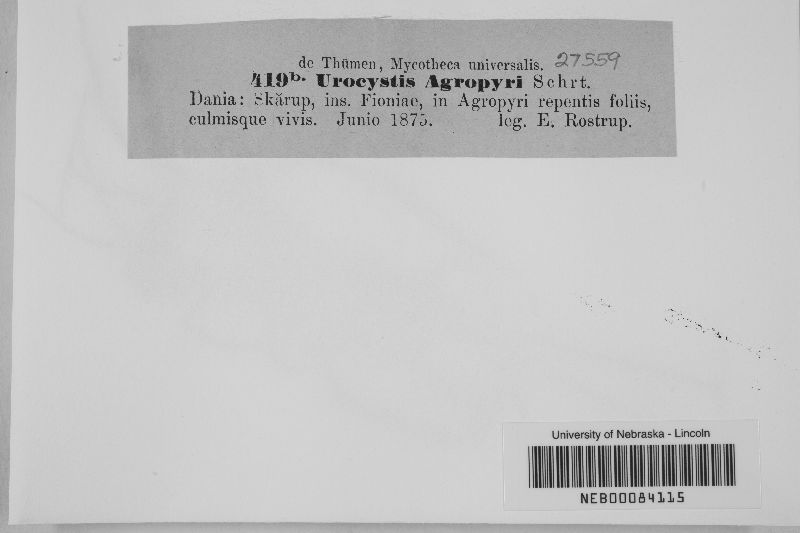 de Thümen, Mycotheca universalis. 27559
419b. Urocystis Agropyri Schrt.
Dania: Skårup, ins. Fioniae, in Agropyri repentis foliis,
culmisque vivis. Junio 1875. leg. E. Rostrup.
University of Nebraska - Lincoln
NEB00084115